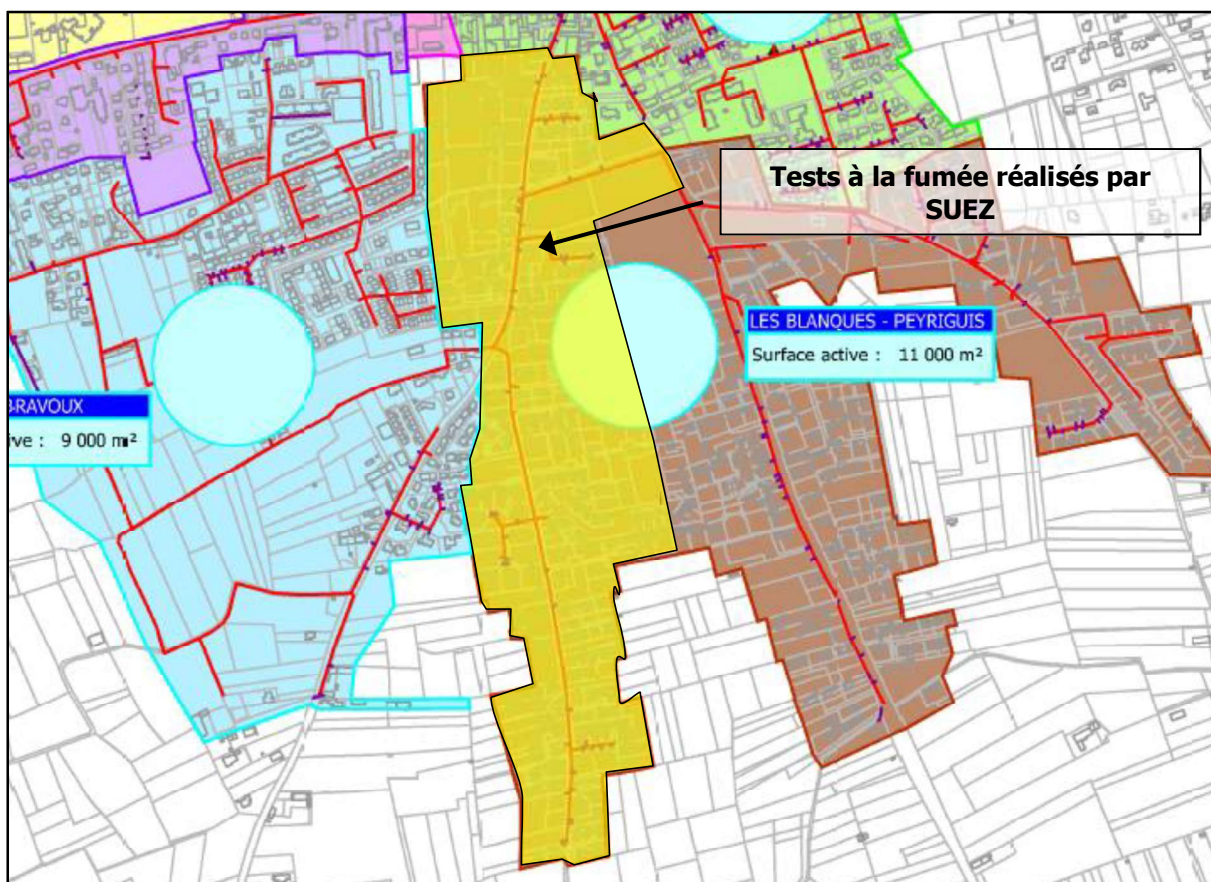 Tests à la fumée réalisés par
SUEZ
LES BLANQUES - PEYRIGUIS
Surface active : 11 000 m²
BRAVOUX
ive : 9 000 m²